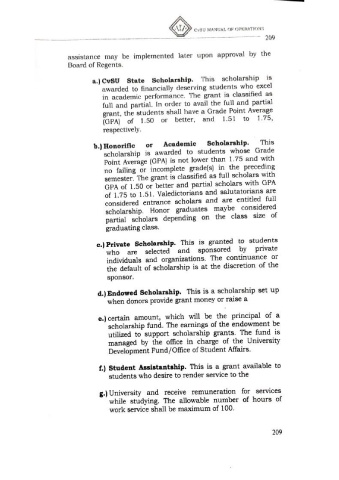 CvSU MANUAL OF OPERATIONS
209
assistance may be implemented later upon approval by the
Board of Regents.
a.) CvSU State Scholarship. This scholarship is
awarded to financially deserving students who excel
in academic performance. The grant is classified as
full and partial. In order to avail the full and partial
grant, the students shall have a Grade Point Average
(GPA) of 1.50 or better, and 1.51 to 1.75,
respectively.
b.) Honorific or Academic Scholarship. This
scholarship is awarded to students whose Grade
Point Average (GPA) is not lower than 1.75 and with
no failing or incomplete grade(s) in the preceding
semester. The grant is classified as full scholars with
GPA of 1.50 or better and partial scholars with GPA
of 1.75 to 1.51. Valedictorians and salutatorians are
considered entrance scholars and are entitled full
scholarship. Honor graduates maybe considered
partial scholars depending on the class size of
graduating class.
c.) Private Scholarship. This is granted to students
who are selected and sponsored by private
individuals and organizations. The continuance or
the default of scholarship is at the discretion of the
sponsor.
d.) Endowed Scholarship. This is a scholarship set up
when donors provide grant money or raise a
e.) certain amount, which will be the principal of a
scholarship fund. The earnings of the endowment be
utilized to support scholarship grants. The fund is
managed by the office in charge of the University
Development Fund/Office of Student Affairs.
f.) Student Assistantship. This is a grant available to
students who desire to render service to the
g.) University and receive remuneration for services
while studying. The allowable number of hours of
work service shall be maximum of 100.
209